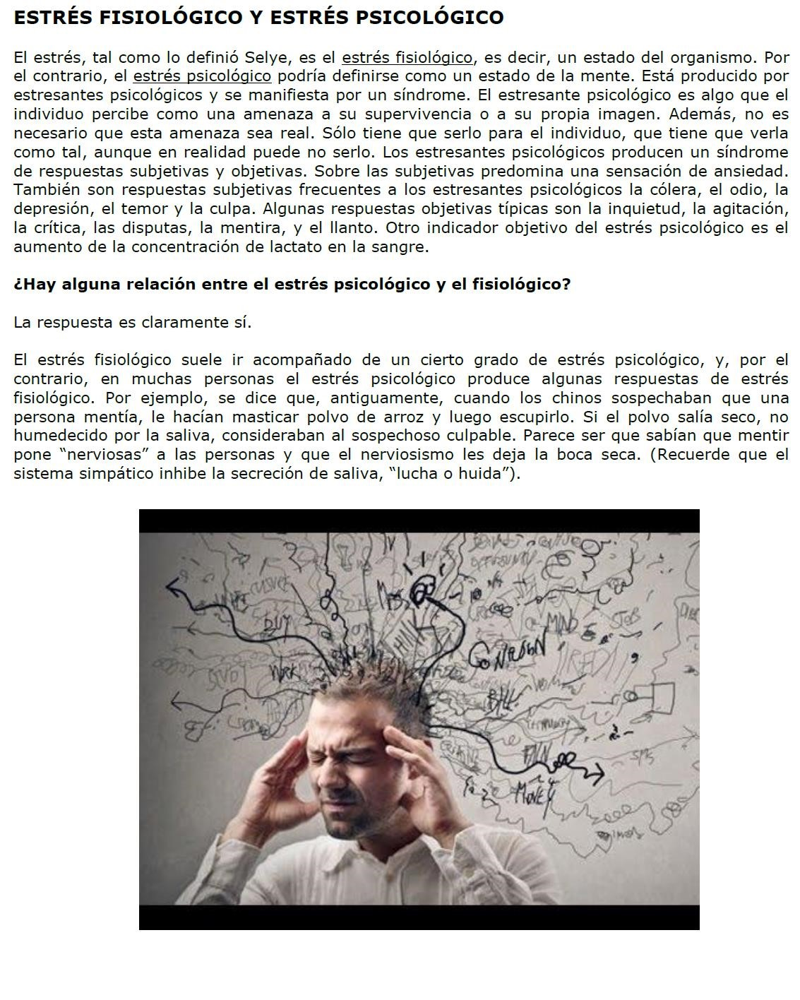 ESTRÉS FISIOLÓGICO Y ESTRÉS PSICOLÓGICO
El estrés, tal como lo definió Selye, es el estrés fisiológico, es decir, un estado del organismo. Por
el contrario, el estrés psicológico podría definirse como un estado de la mente. Está producido por
estresantes psicológicos y se manifiesta por un síndrome. El estresante psicológico es algo que el
individuo percibe como una amenaza a su supervivencia o a su propia imagen. Además, no es
necesario que esta amenaza sea real. Sólo tiene que serlo para el individuo, que tiene que verla
como tal, aunque en realidad puede no serlo. Los estresantes psicológicos producen un síndrome
de respuestas subjetivas y objetivas. Sobre las subjetivas predomina una sensación de ansiedad.
También son respuestas subjetivas frecuentes a los estresantes psicológicos la cólera, el odio, la
depresión, el temor y la culpa. Algunas respuestas objetivas típicas son la inquietud, la agitación,
la crítica, las disputas, la mentira, y el llanto. Otro indicador objetivo del estrés psicológico es el
aumento de la concentración de lactato en la sangre.
¿Hay alguna relación entre el estrés psicológico y el fisiológico?
La respuesta es claramente sí.
El estrés fisiológico suele ir acompañado de un cierto grado de estrés psicológico, y, por el
contrario, en muchas personas el estrés psicológico produce algunas respuestas de estrés
fisiológico. Por ejemplo, se dice que, antiguamente, cuando los chinos sospechaban que una
persona mentía, le hacían masticar polvo de arroz y luego escupirlo. Si el polvo salía seco, no
humedecido por la saliva, consideraban al sospechoso culpable. Parece ser que sabían que mentir
pone “nerviosas” a las personas y que el nerviosismo les deja la boca seca. (Recuerde que el
sistema simpático inhibe la secreción de saliva, “lucha o huida”).
BUY
MIND
JOBS
BILL
MONEY